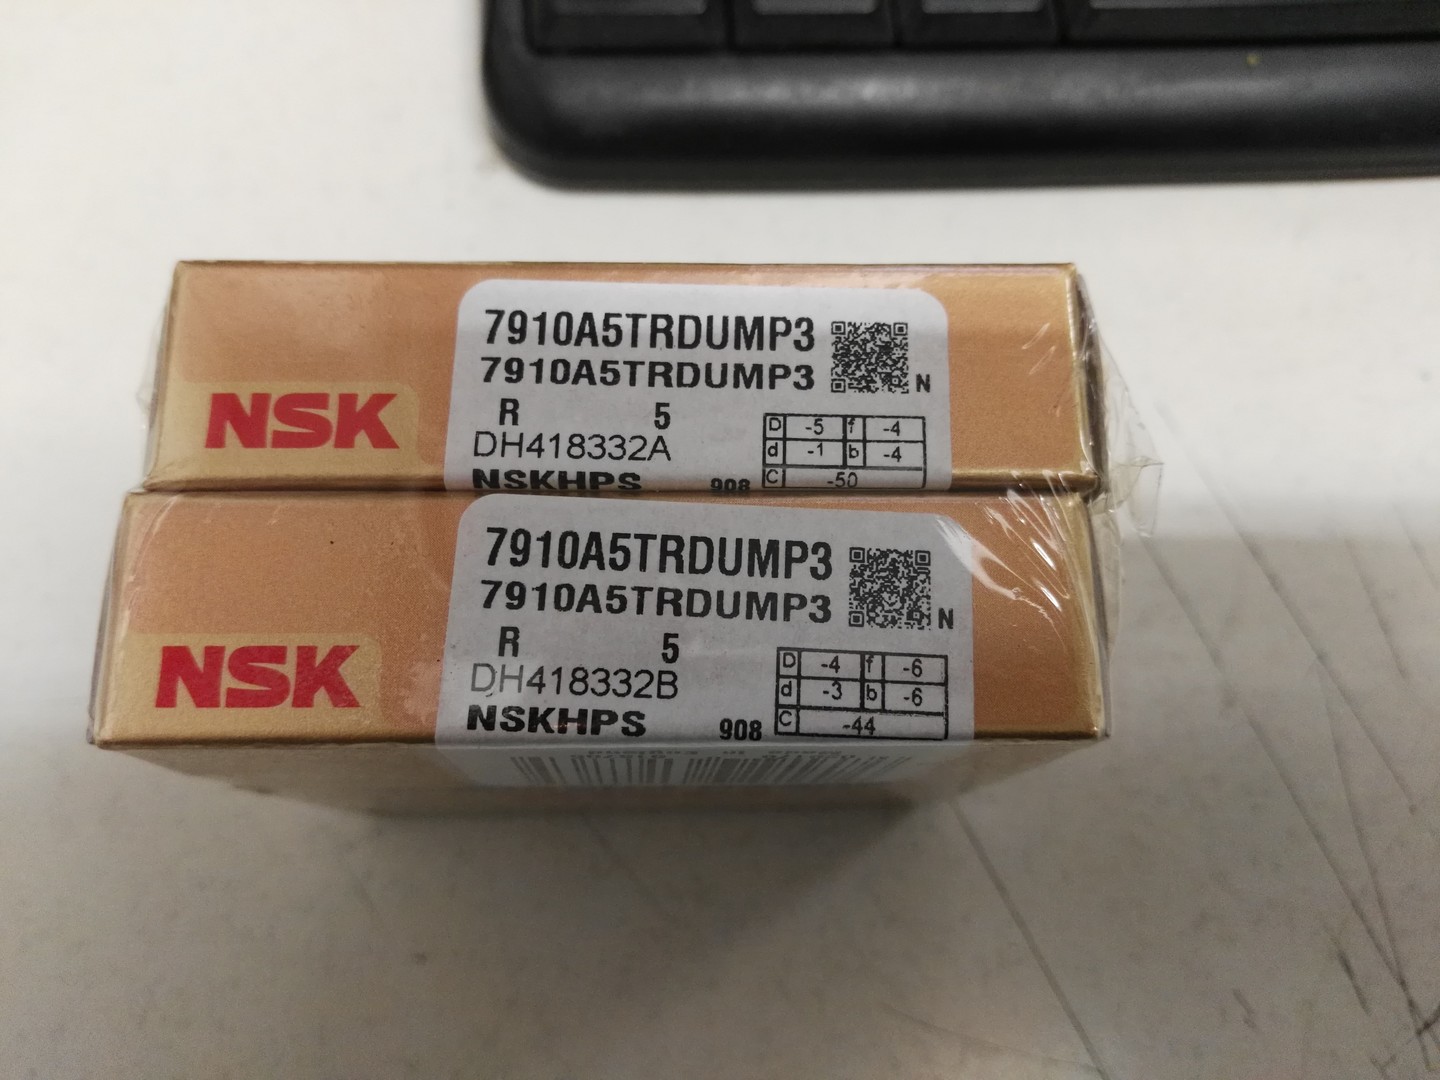 7910A5TRDUMP3
7910A5TRDUMP3
N
NSK
R 5
DH418332A
NSKHPS 908
D -5 f -4
d -1 b -4
C -50
7910A5TRDUMP3
7910A5TRDUMP3
N
NSK
R 5
DH418332B
NSKHPS 908
D -4 f -6
d -3 b -6
C -44